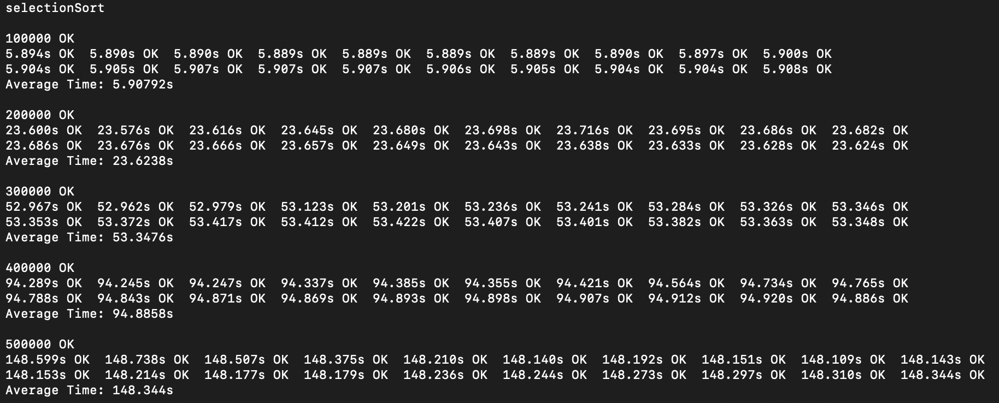 selectionSort
100000 OK
5.894s OK  5.890s OK  5.890s OK  5.889s OK  5.889s OK  5.889s OK  5.889s OK  5.890s OK  5.897s OK  5.900s OK
5.904s OK  5.905s OK  5.907s OK  5.907s OK  5.907s OK  5.906s OK  5.905s OK  5.904s OK  5.904s OK  5.908s OK
Average Time: 5.90792s
200000 OK
23.600s OK  23.576s OK  23.616s OK  23.645s OK  23.680s OK  23.698s OK  23.716s OK  23.695s OK  23.686s OK  23.682s OK
23.686s OK  23.676s OK  23.666s OK  23.657s OK  23.649s OK  23.643s OK  23.638s OK  23.633s OK  23.628s OK  23.624s OK
Average Time: 23.6238s
300000 OK
52.967s OK  52.962s OK  52.979s OK  53.123s OK  53.201s OK  53.236s OK  53.241s OK  53.284s OK  53.326s OK  53.346s OK
53.353s OK  53.372s OK  53.417s OK  53.412s OK  53.422s OK  53.407s OK  53.401s OK  53.382s OK  53.363s OK  53.348s OK
Average Time: 53.3476s
400000 OK
94.289s OK  94.245s OK  94.247s OK  94.337s OK  94.385s OK  94.355s OK  94.421s OK  94.564s OK  94.734s OK  94.765s OK
94.788s OK  94.843s OK  94.871s OK  94.869s OK  94.893s OK  94.898s OK  94.907s OK  94.912s OK  94.920s OK  94.886s OK
Average Time: 94.8858s
500000 OK
148.599s OK  148.738s OK  148.507s OK  148.375s OK  148.210s OK  148.140s OK  148.192s OK  148.151s OK  148.109s OK  148.143s OK
148.153s OK  148.214s OK  148.177s OK  148.179s OK  148.236s OK  148.244s OK  148.273s OK  148.297s OK  148.310s OK  148.344s OK
Average Time: 148.344s